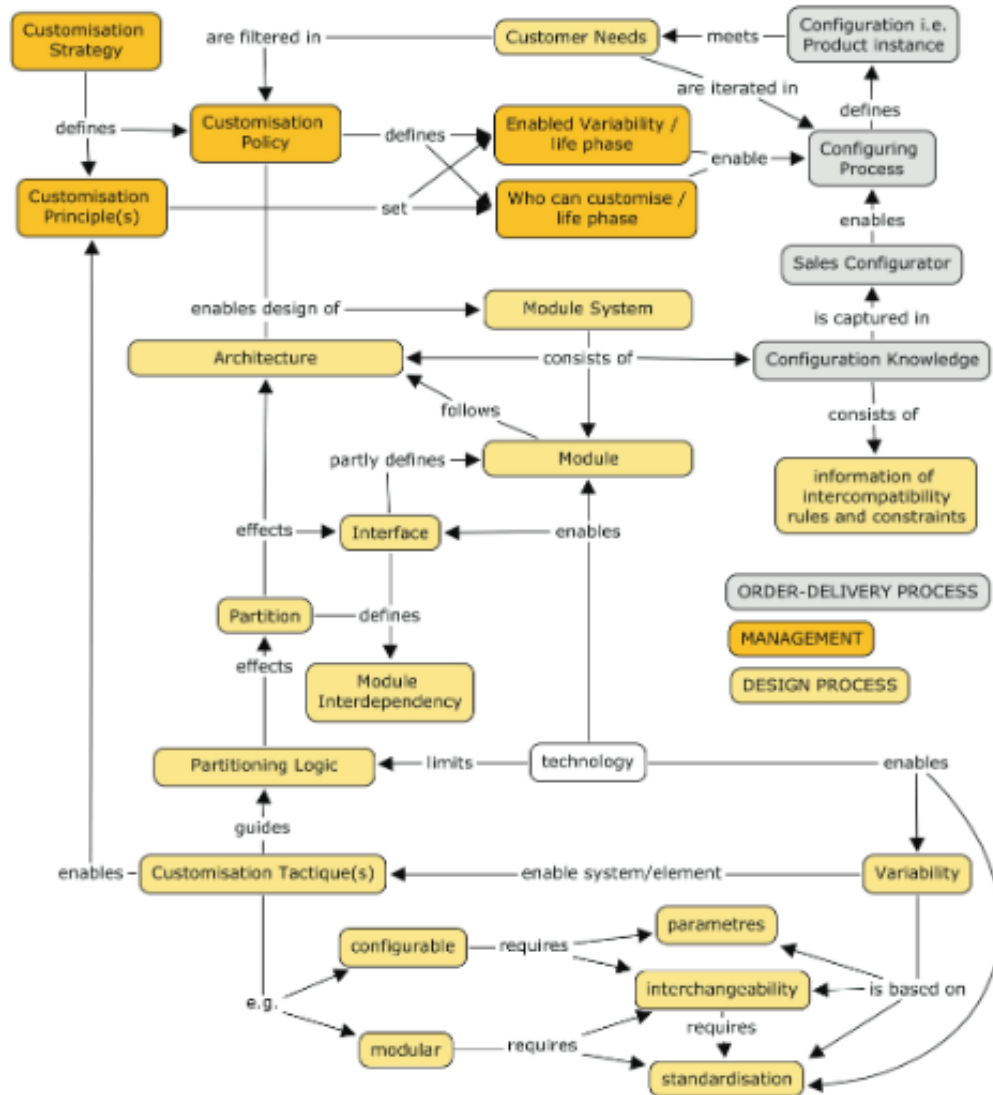 Customisation
Strategy
are filtered in
Customer Needs
meets
Configuration i.e.
Product instance
are iterated in
defines
defines
Customisation
Policy
defines
Enabled Variability /
life phase
enable
Configuring
Process
Customisation
Principle(s)
set
Who can customise /
life phase
enables
Sales Configurator
enables design of
Module System
is captured in
Architecture
consists of
Configuration Knowledge
follows
consists of
partly defines
Module
information of
intercompatibility
rules and constraints
effects
Interface
enables
ORDER-DELIVERY PROCESS
Partition
defines
MANAGEMENT
effects
Module
Interdependency
DESIGN PROCESS
Partitioning Logic
limits
technology
enables
guides
enables
Customisation Tactique(s)
enable system/element
Variability
configurable
requires
parametres
e.g.
interchangeability
is based on
requires
modular
requires
standardisation